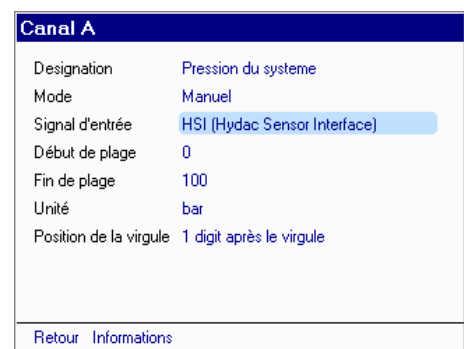 Canal A
Designation Pression du systeme
Mode Manuel
Signal d'entrée HSI (Hydac Sensor Interface)
Début de plage 0
Fin de plage 100
Unité bar
Position de la virgule 1 digit après le virgule
Retour Informations